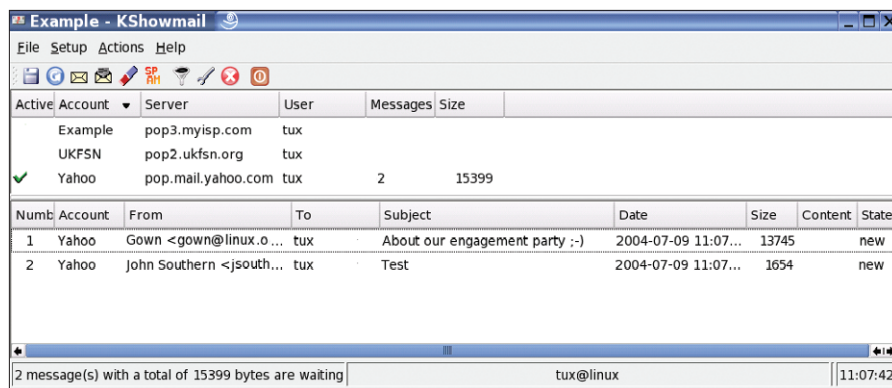 Example - KShowmail
File Setup Actions Help
SP AM
Active Account Server User Messages Size
Example pop3.myisp.com tux
UKFSN pop2.ukfsn.org tux
Yahoo pop.mail.yahoo.com tux 2 15399
Numb Account From To Subject Date Size Content State
1 Yahoo Gown <gown@linux.o... tux About our engagement party ;-) 2004-07-09 11:07... 13745 new
2 Yahoo John Southern <jsouth... tux Test 2004-07-09 11:07... 1654 new
2 message(s) with a total of 15399 bytes are waiting tux@linux 11:07:42